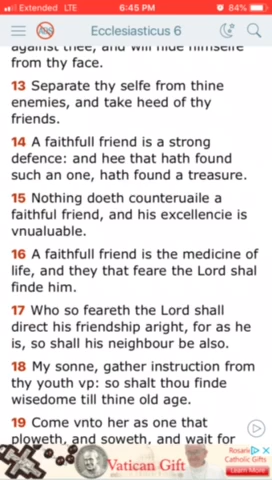 Extended LTE 6:45 PM 84%
Ecclesiasticus 6
against thee, and will hide himselfe
from thy face.
13 Separate thy selfe from thine
enemies, and take heed of thy
friends.
14 A faithfull friend is a strong
defence: and hee that hath found
such an one, hath found a treasure.
15 Nothing doeth counteruaile a
faithful friend, and his excellencie is
vnualuable.
16 A faithfull friend is the medicine of
life, and they that feare the Lord shal
finde him.
17 Who so feareth the Lord shall
direct his friendship aright, for as he
is, so shall his neighbour be also.
18 My sonne, gather instruction from
thy youth vp: so shalt thou finde
wisedome till thine old age.
19 Come vnto her as one that
ploweth, and soweth, and wait for
Vatican Gift
Catholic Gifts
Learn More